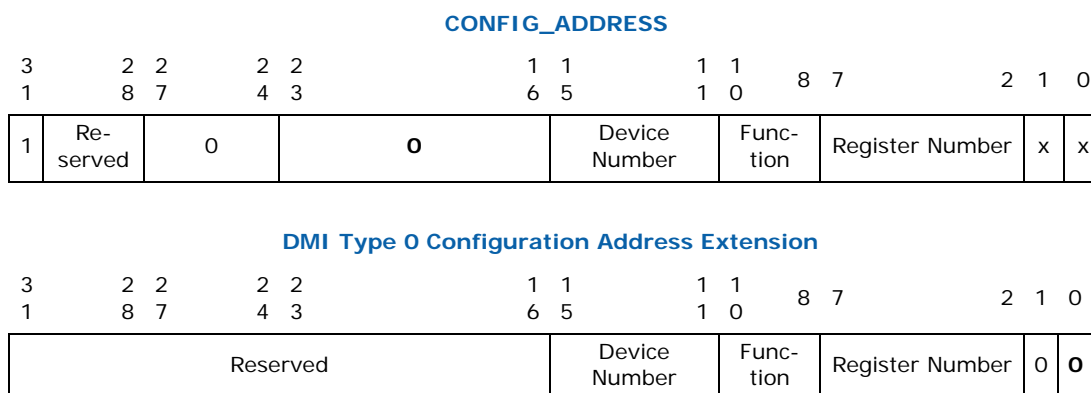 CONFIG_ADDRESS
3 2 2 2 2 1 1 1 1 8 7 2 1 0
1 8 7 4 3 6 5 1 0
1 Re- 0 0 Device Func- Register Number x x
served Number tion
DMI Type 0 Configuration Address Extension
3 2 2 2 2 1 1 1 1 8 7 2 1 0
1 8 7 4 3 6 5 1 0
Reserved Device Func- Register Number 0 0
Number tion